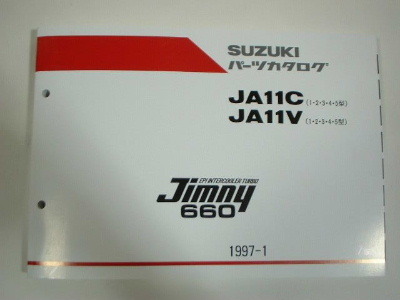 SUZUKI
パーツカタログ
JA11C(1・2・3・4・5型)
JA11V(1・2・3・4・5型)
EPI INTERCOOLER TURBO
Jimny
660
1997-1